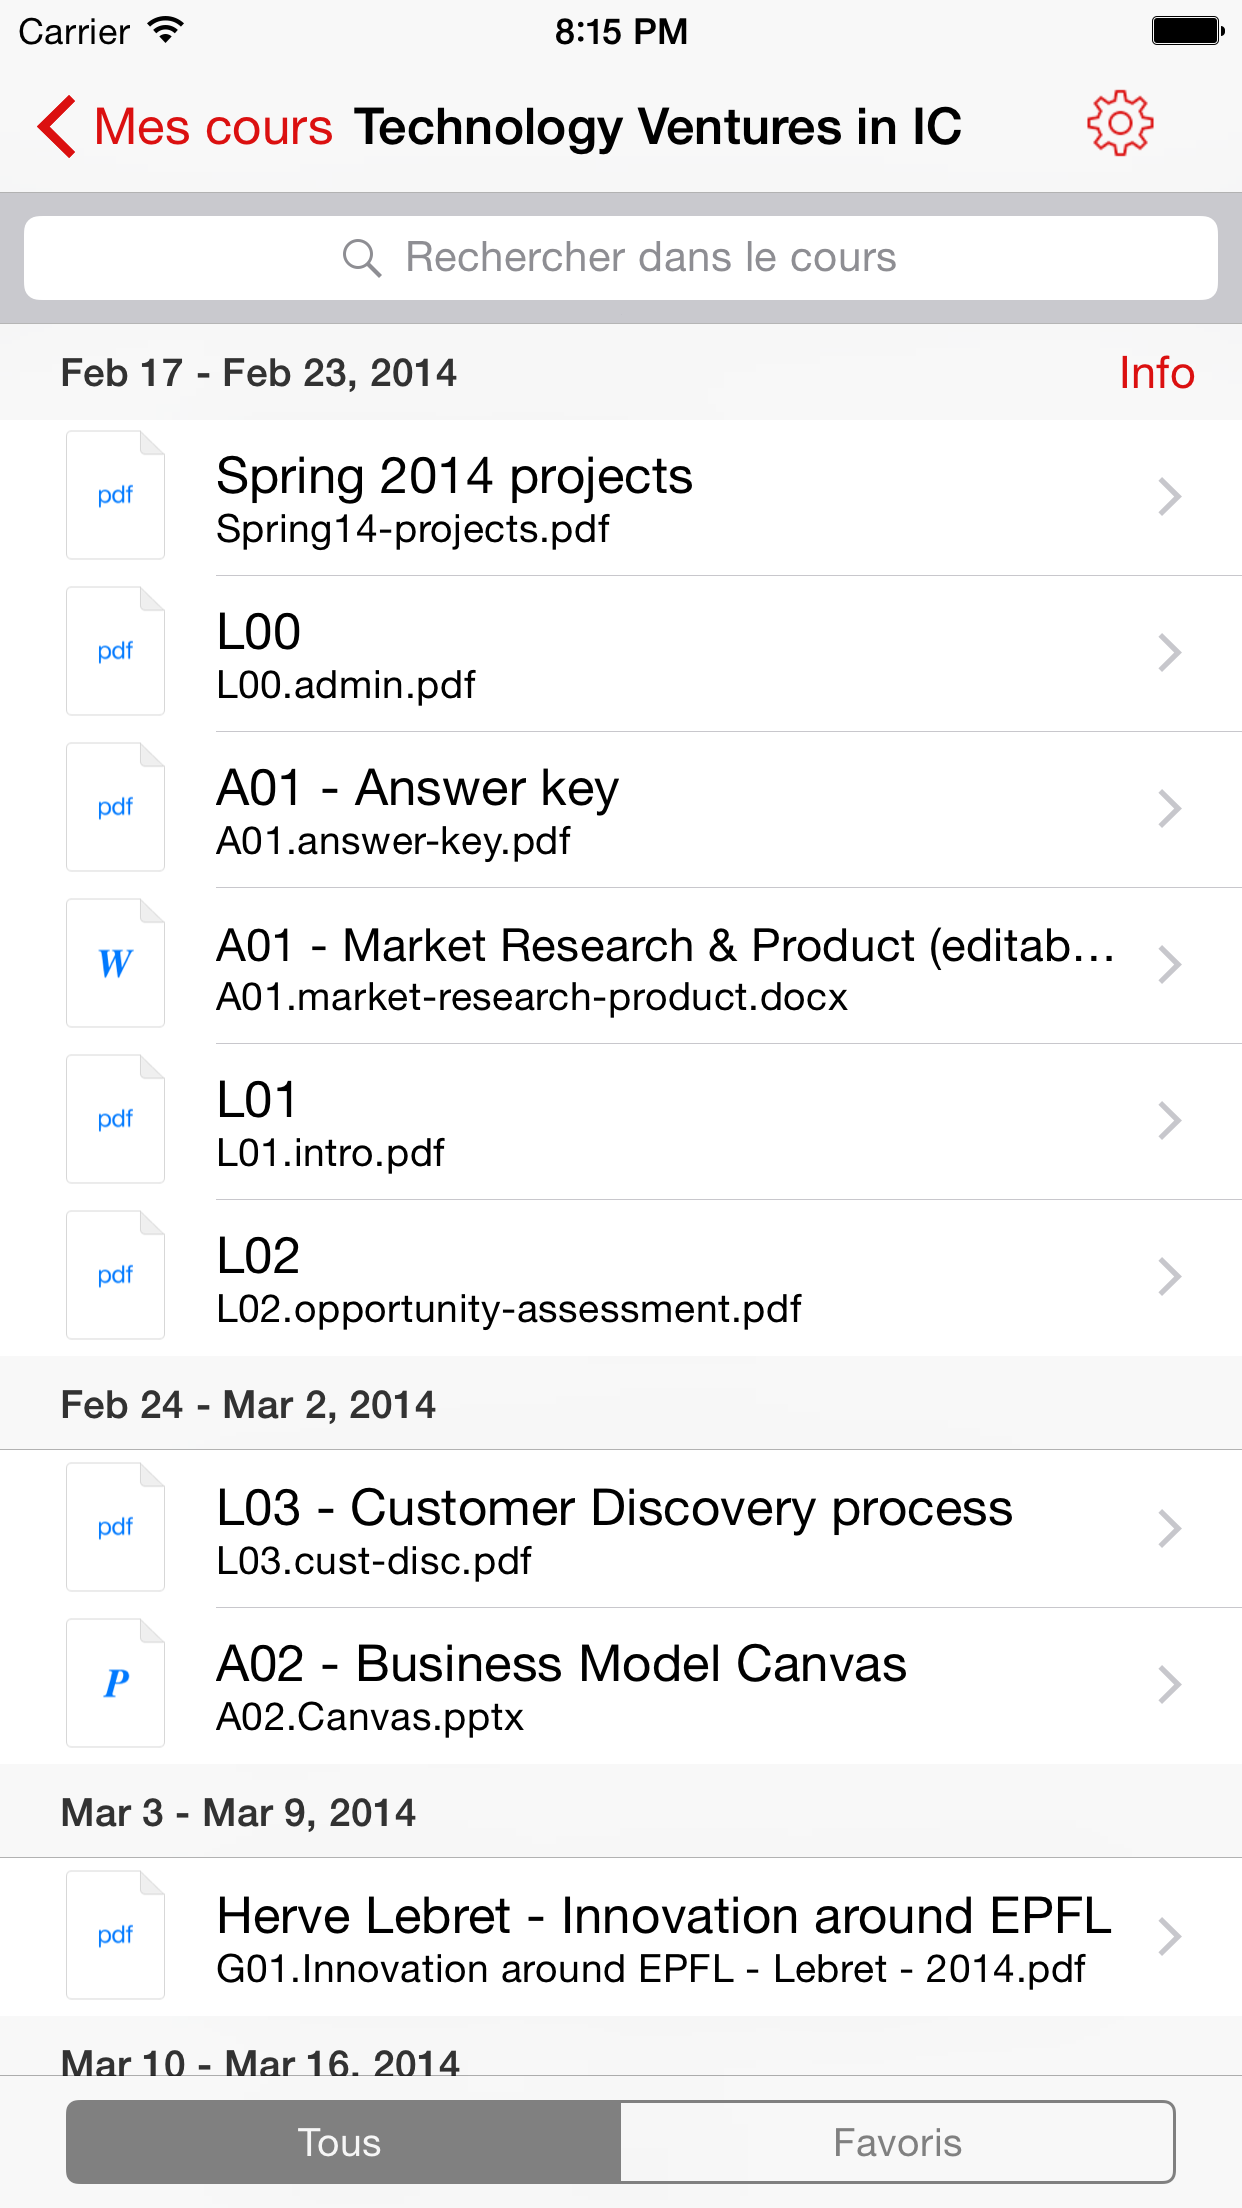 Carrier 8:15 PM
Mes cours Technology Ventures in IC
Rechercher dans le cours
Feb 17 - Feb 23, 2014 Info
pdf Spring 2014 projects
Spring14-projects.pdf
pdf L00
L00.admin.pdf
pdf A01 - Answer key
A01.answer-key.pdf
W A01 - Market Research & Product (editab...
A01.market-research-product.docx
pdf L01
L01.intro.pdf
pdf L02
L02.opportunity-assessment.pdf
Feb 24 - Mar 2, 2014
pdf L03 - Customer Discovery process
L03.cust-disc.pdf
P A02 - Business Model Canvas
A02.Canvas.pptx
Mar 3 - Mar 9, 2014
pdf Herve Lebret - Innovation around EPFL
G01.Innovation around EPFL - Lebret - 2014.pdf
Mar 10 - Mar 16, 2014
Tous Favoris